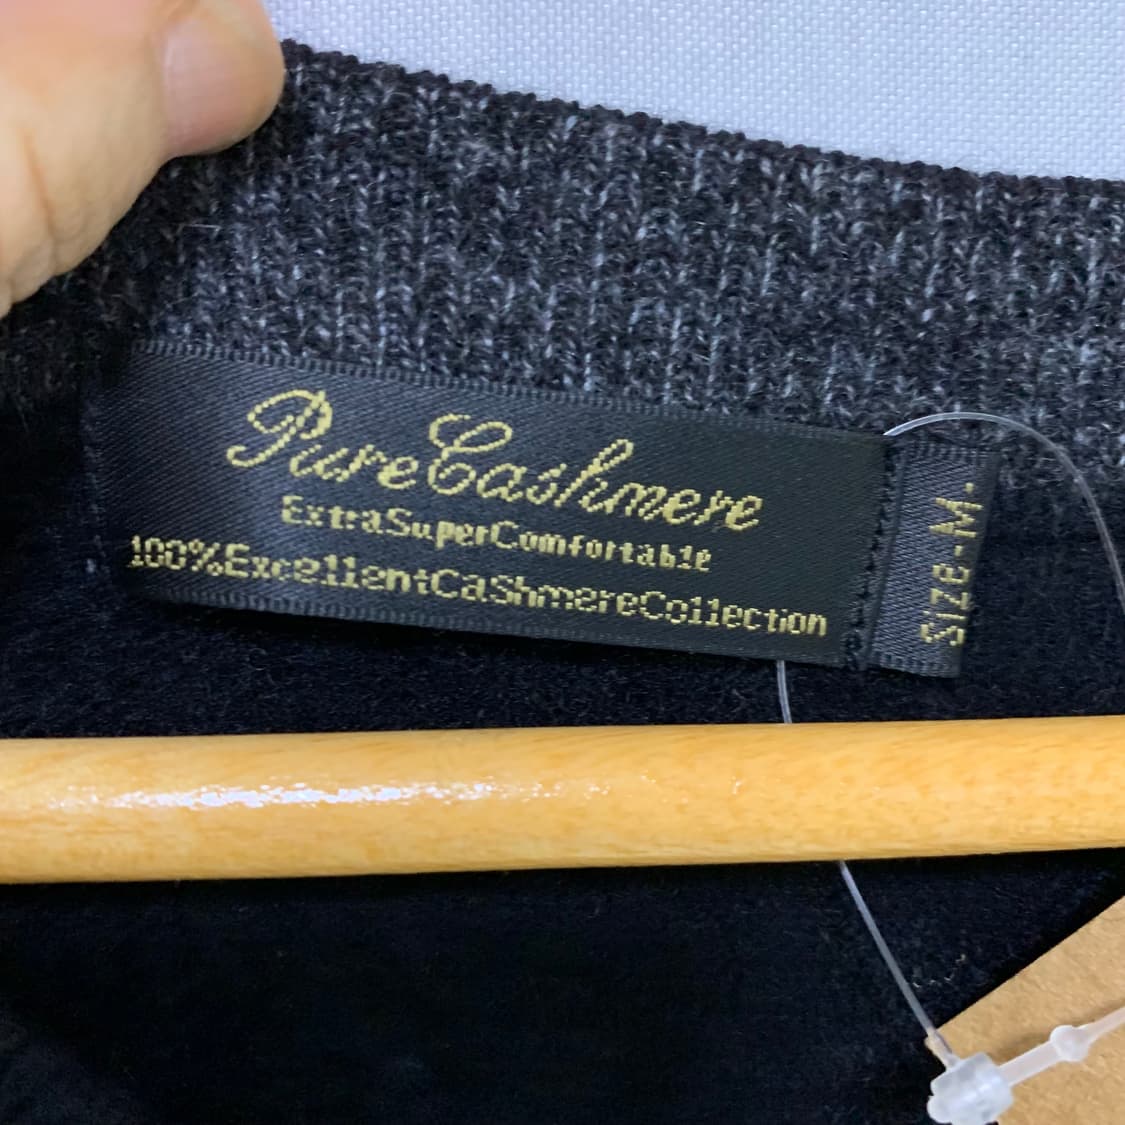 PureCashmere
ExtraSuperComfortable
100%ExcellentCaShmereCollection
Size-M.